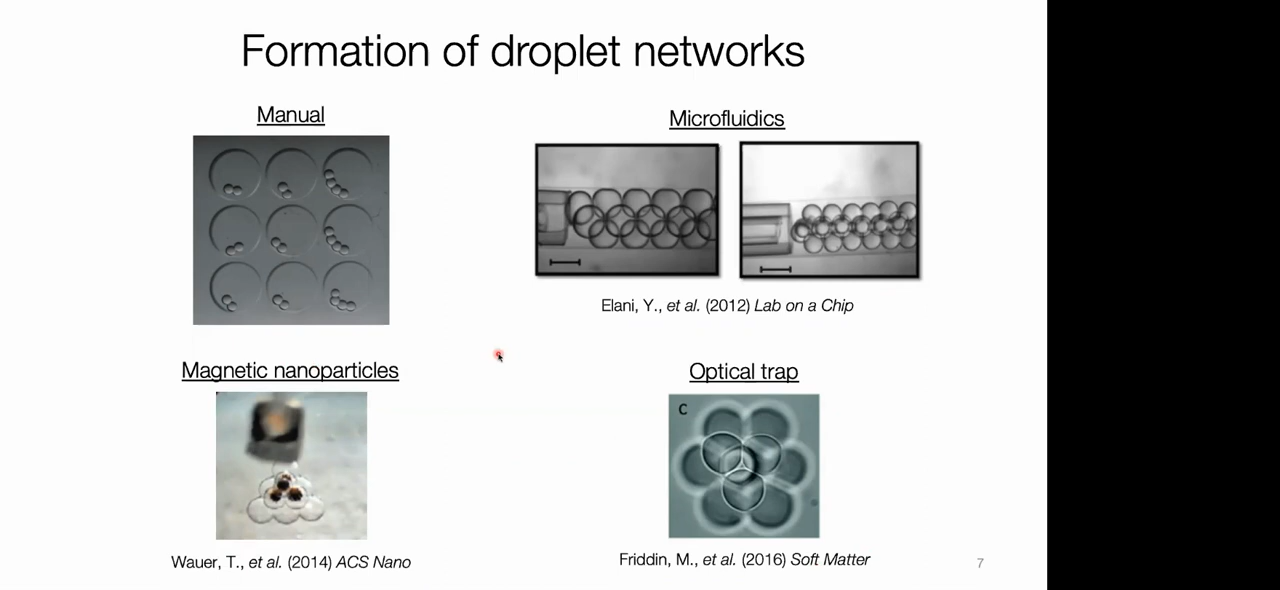 Formation of droplet networks
Manual
Microfluidics
Elani, Y., et al. (2012) Lab on a Chip
Magnetic nanoparticles
Optical trap
C
Wauer, T., et al. (2014) ACS Nano
Friddin, M., et al. (2016) Soft Matter
7